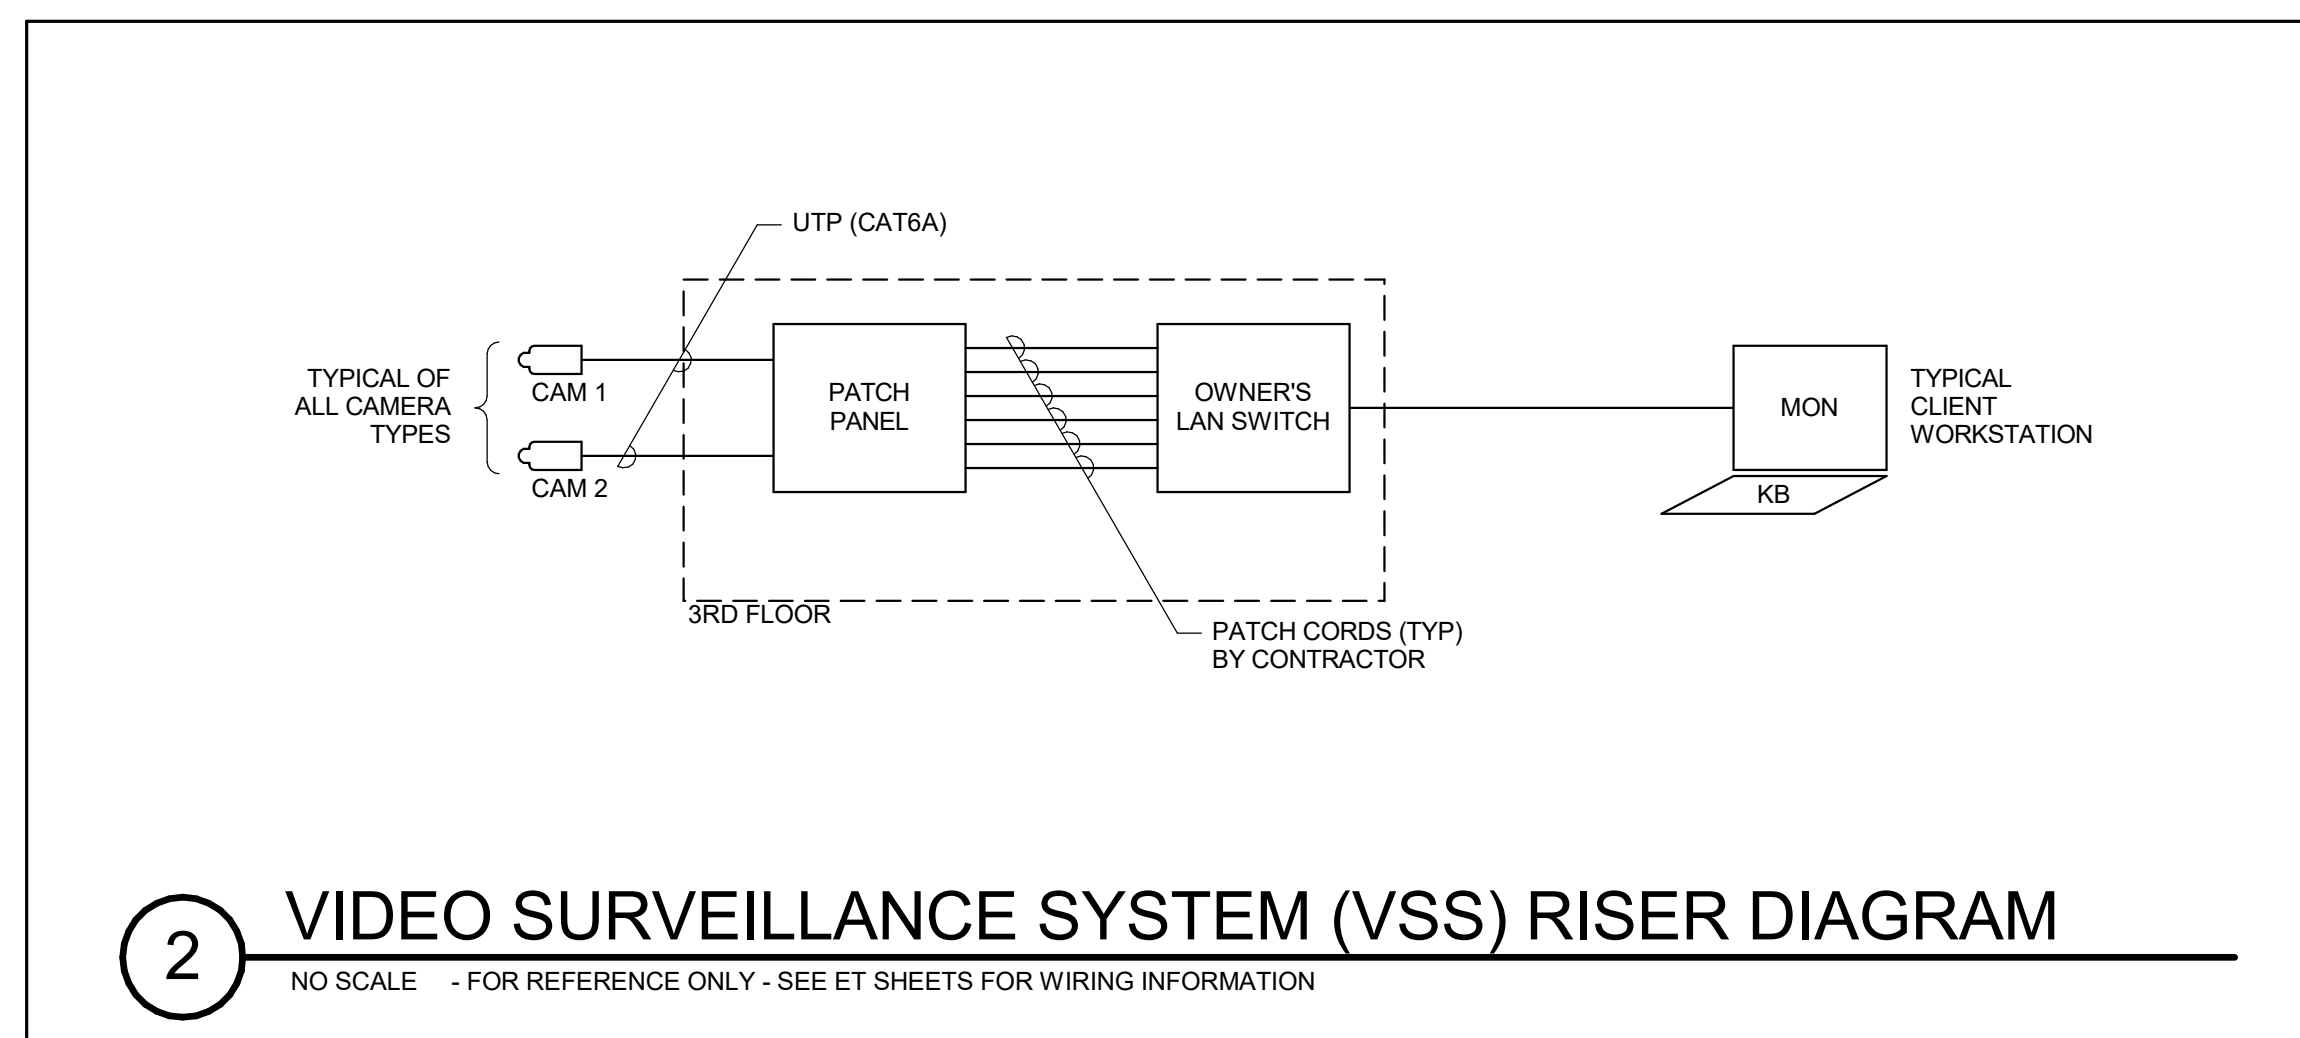 UTP (CAT6A)
TYPICAL OF
ALL CAMERA
TYPES
CAM 1
CAM 2
PATCH
PANEL
OWNER'S
LAN SWITCH
MON
KB
TYPICAL
CLIENT
WORKSTATION
3RD FLOOR
PATCH CORDS (TYP)
BY CONTRACTOR
2
VIDEO SURVEILLANCE SYSTEM (VSS) RISER DIAGRAM
NO SCALE - FOR REFERENCE ONLY - SEE ET SHEETS FOR WIRING INFORMATION